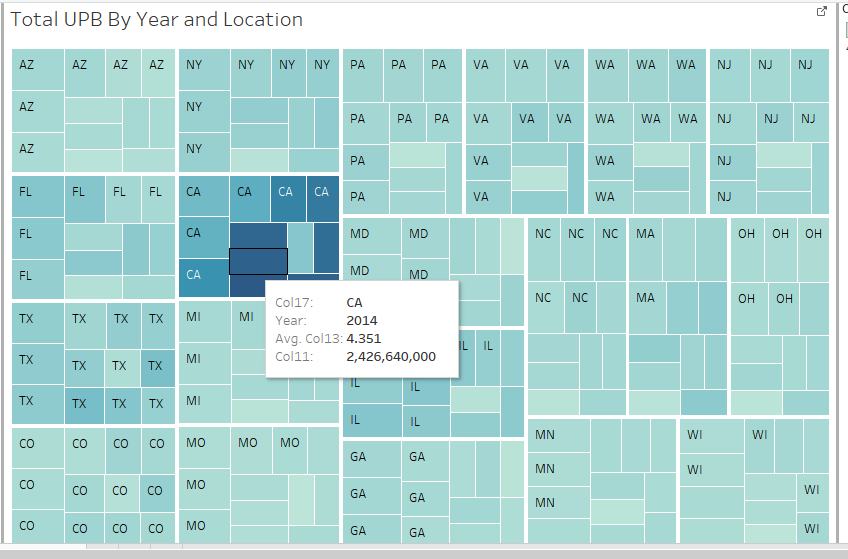 Total UPB By Year and Location
AZ AZ AZ AZ
AZ
AZ
NY NY NY NY
NY
NY
PA PA PA
PA PA PA
PA
PA
VA VA VA
VA VA VA
VA
VA
WA WA WA
WA WA WA
WA
WA
NJ NJ NJ
NJ NJ NJ
NJ
NJ
FL FL FL FL
FL
FL
CA CA CA CA
CA
CA
MD MD
MD MD
NC NC NC
NC NC
MA
MA
OH OH OH
OH OH
TX TX TX TX
TX TX TX TX
TX TX TX TX
MI MI
MI
MI
Col17: CA
Year: 2014
Avg. Col13: 4.351
Col11: 2,426,640,000
IL IL
IL IL
IL IL
CO CO CO CO
CO CO CO CO
CO CO CO CO
MO MO MO
MO
MO
GA GA
GA GA
GA GA
MN
MN
MN
WI WI
WI
WI
WI